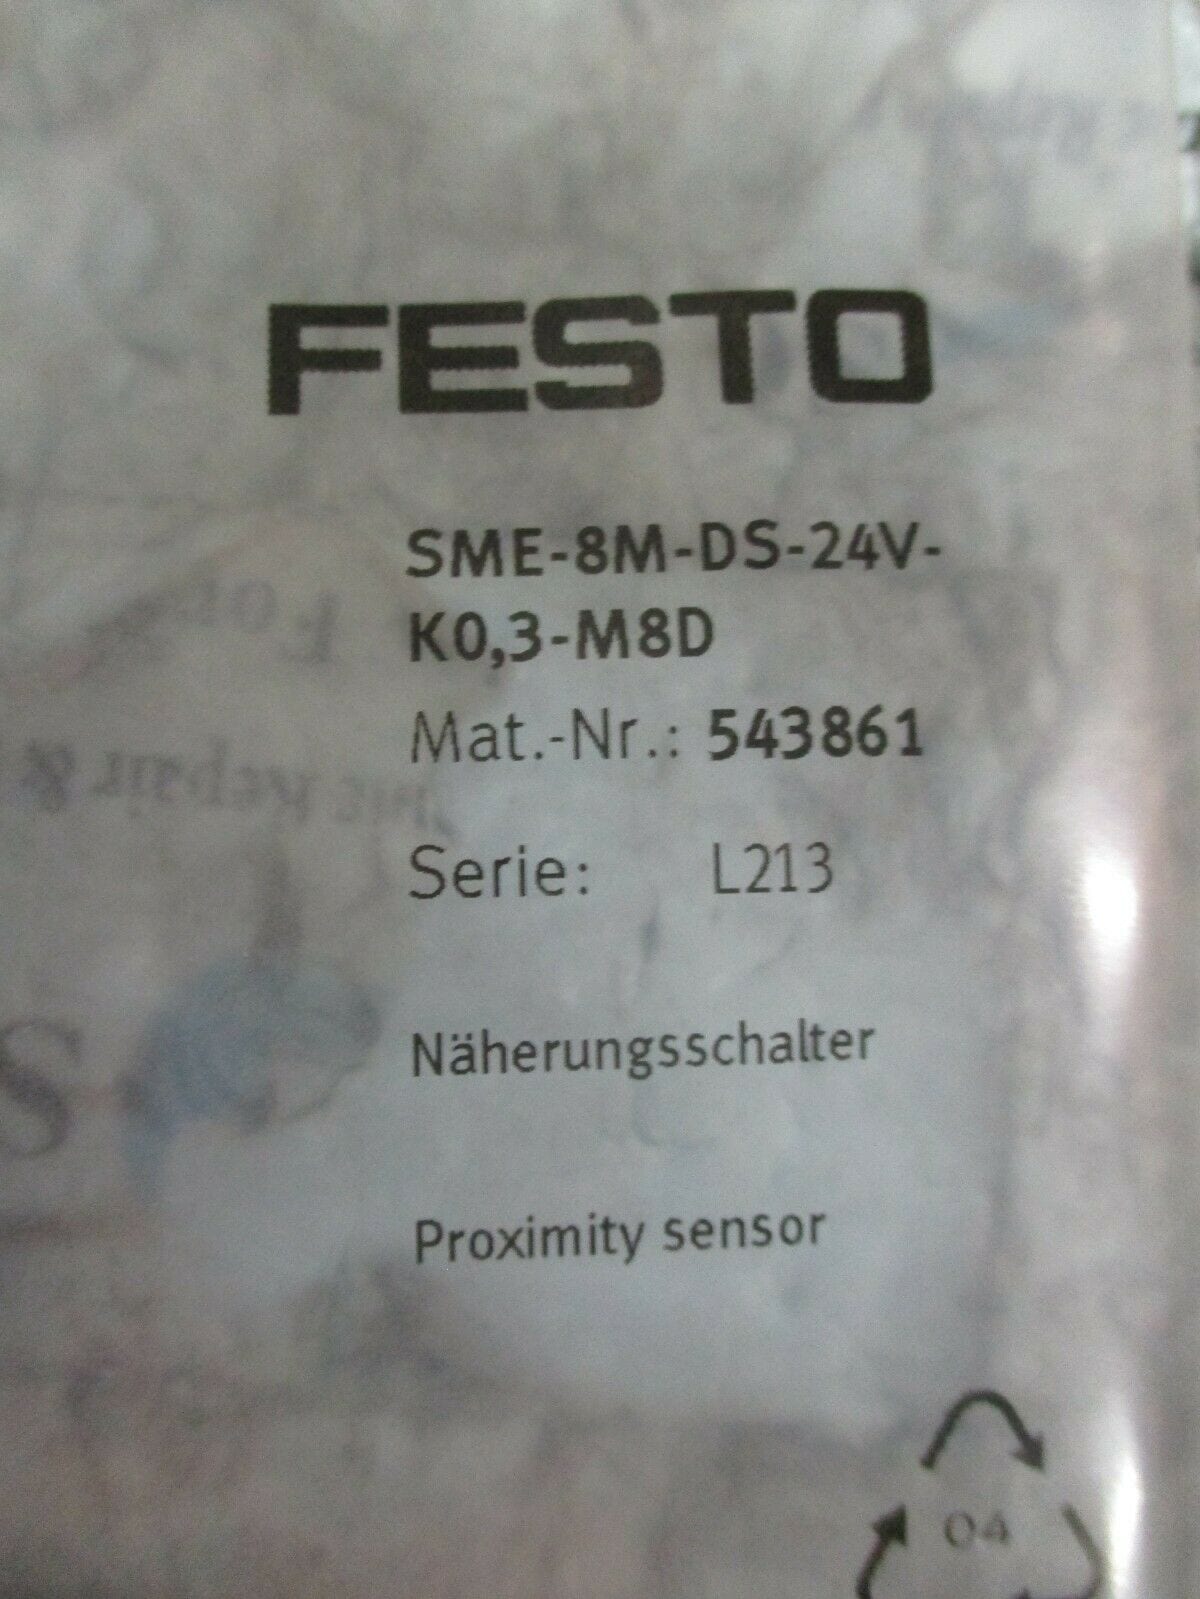 FESTO
SME-8M-DS-24V-
K0,3-M8D
Mat.-Nr.: 543861
Serie: L213
Näherungsschalter
Proximity sensor
04